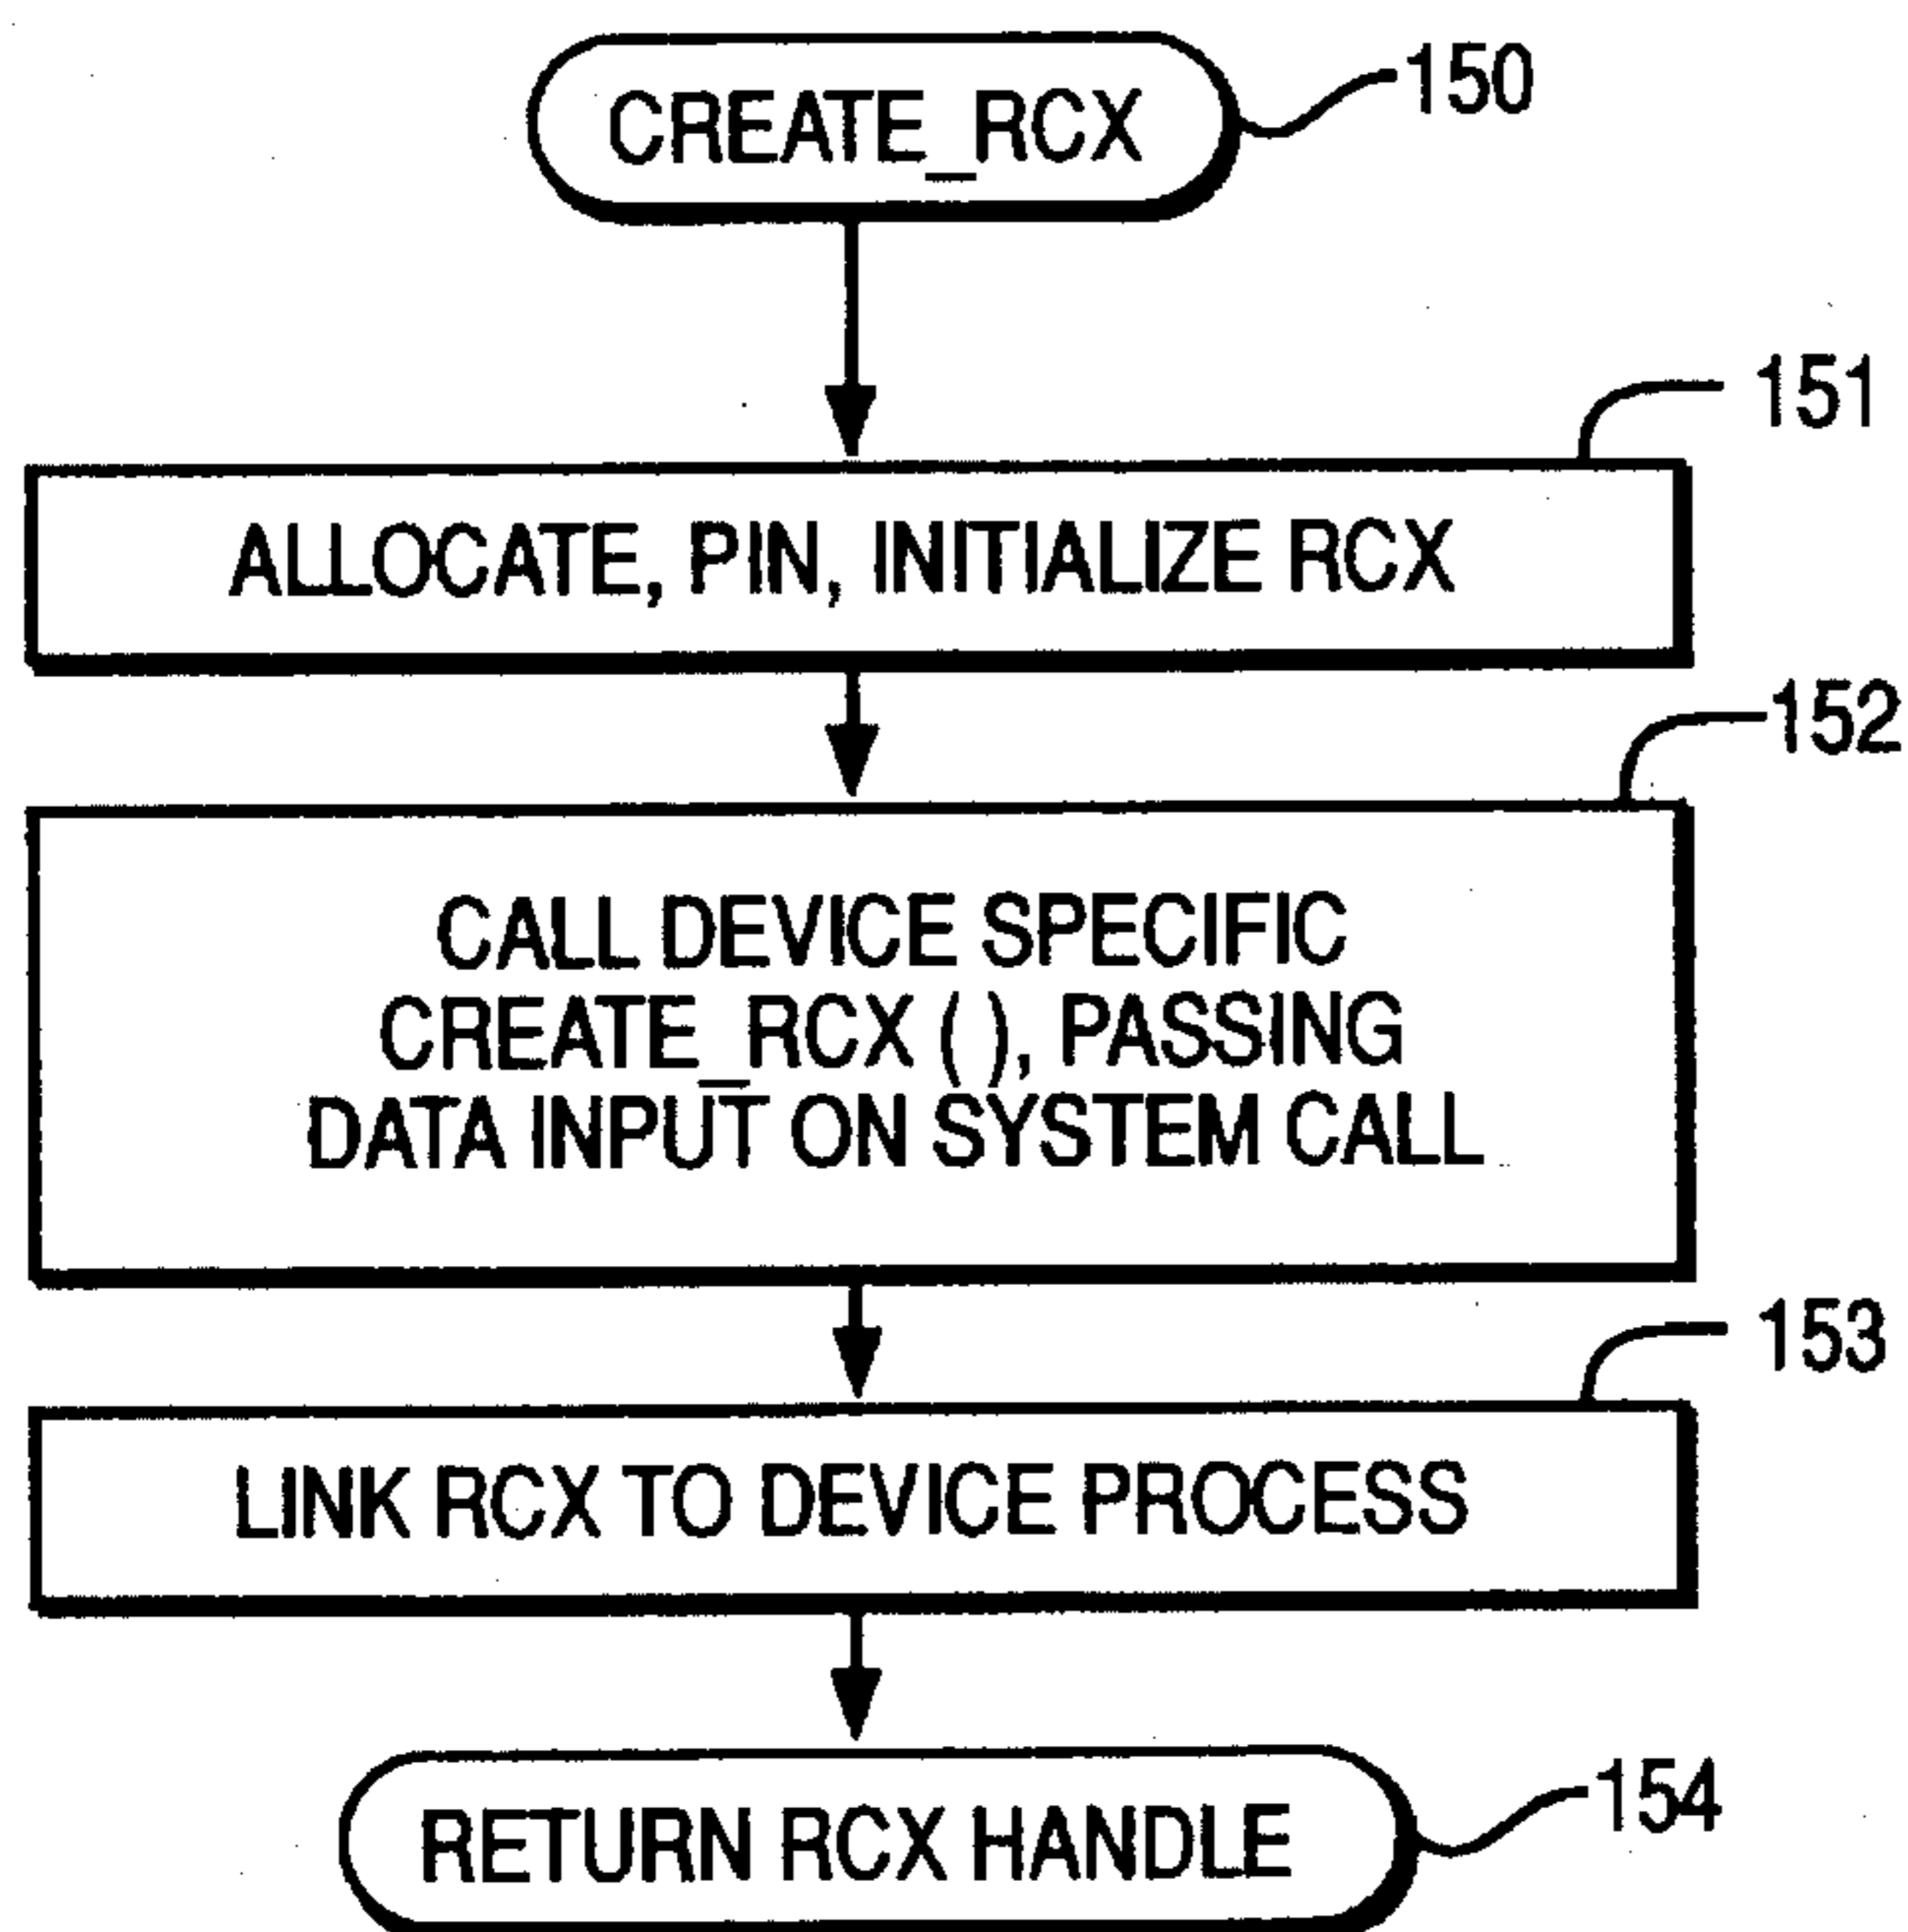 CREATE_RCX
150
151
ALLOCATE, PIN, INITIALIZE RCX
152
CALL DEVICE SPECIFIC
CREATE_RCX ( ), PASSING
DATA INPUT ON SYSTEM CALL
153
LINK RCX TO DEVICE PROCESS
154
RETURN RCX HANDLE